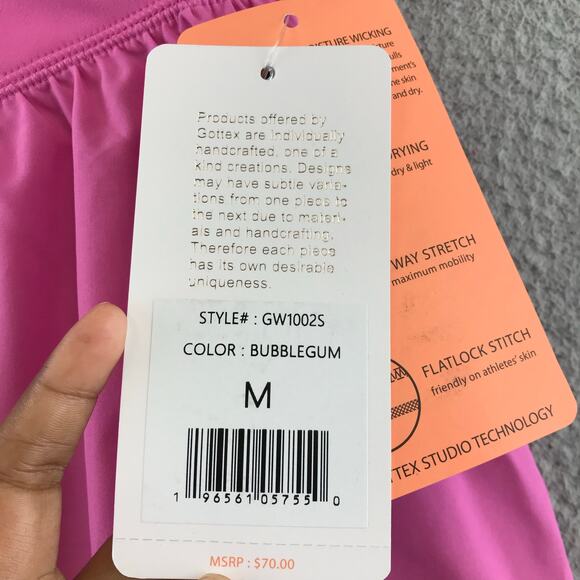 Products offered by
Gottex are individually
handcrafted, one of a
kind creations. Designs
may have subtle varia-
tions from one piece to
the next due to materi-
als and handcrafting.
Therefore each piece
has its own desirable
uniqueness.
STYLE# : GW1002S
COLOR : BUBBLEGUM
M
1 96561 05755 0
MSRP : $70.00
WICKING
skin
and dry.
dry & light
WAY STRETCH
maximum mobility
FLATLOCK STITCH
friendly on athletes' skin
STUDIO TECHNOLOGY